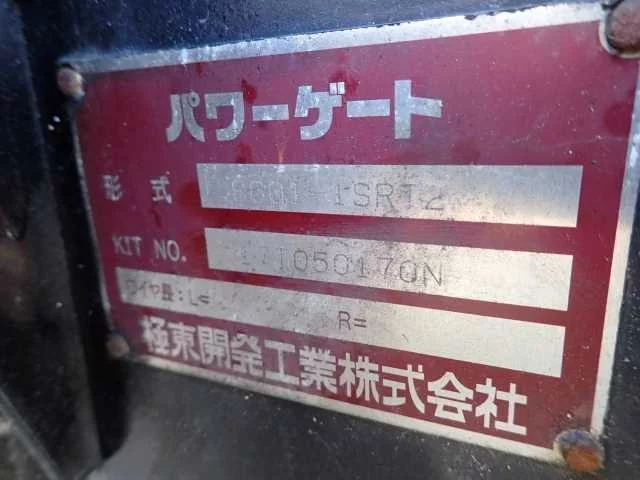 パワーゲート
形式
KIT NO. 171050170N
ワイヤ長:L= R=
極東開発工業株式会社